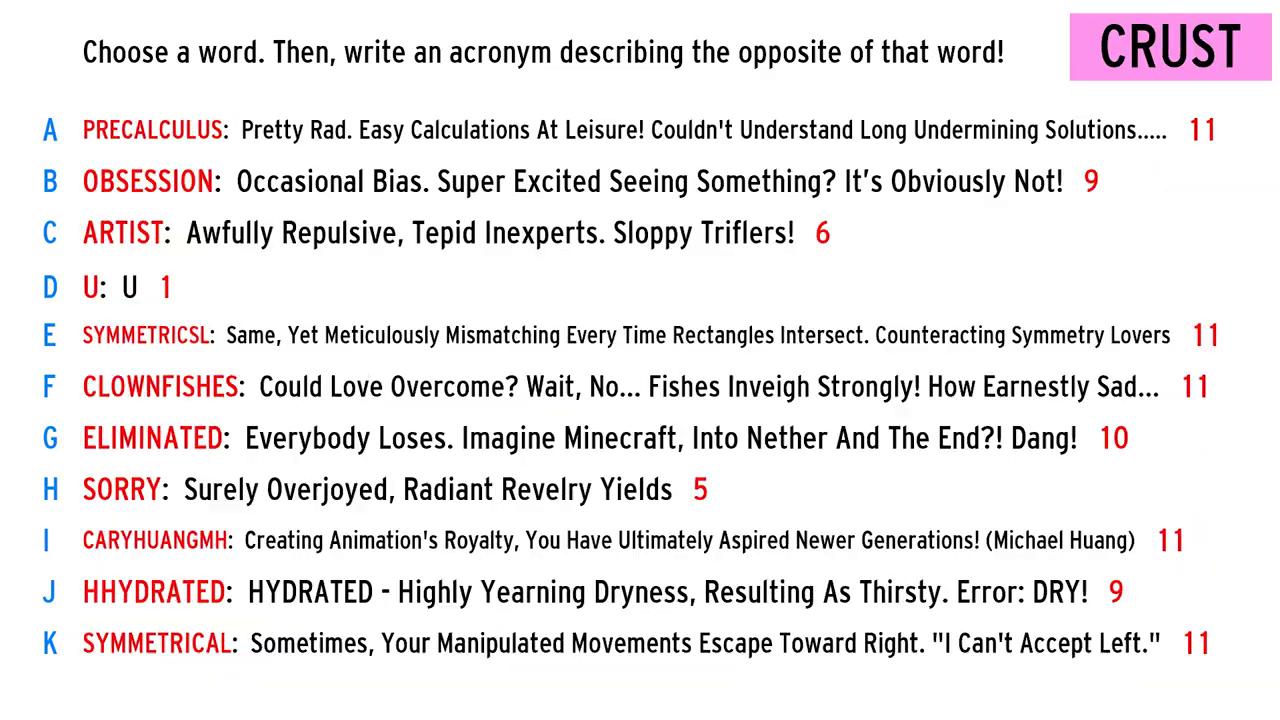 Choose a word. Then, write an acronym describing the opposite of that word!
CRUST
A PRECALCULUS: Pretty Rad. Easy Calculations At Leisure! Couldn't Understand Long Undermining Solutions..... 11
B OBSESSION: Occasional Bias. Super Excited Seeing Something? It’s Obviously Not! 9
C ARTIST: Awfully Repulsive, Tepid Inexperts. Sloppy Triflers! 6
D U: U 1
E SYMMETRICSL: Same, Yet Meticulously Mismatching Every Time Rectangles Intersect. Counteracting Symmetry Lovers 11
F CLOWNFISHES: Could Love Overcome? Wait, No... Fishes Inveigh Strongly! How Earnestly Sad... 11
G ELIMINATED: Everybody Loses. Imagine Minecraft, Into Nether And The End?! Dang! 10
H SORRY: Surely Overjoyed, Radiant Revelry Yields 5
I CARYHUANGMH: Creating Animation's Royalty, You Have Ultimately Aspired Newer Generations! (Michael Huang) 11
J HHYDRATED: HYDRATED - Highly Yearning Dryness, Resulting As Thirsty. Error: DRY! 9
K SYMMETRICAL: Sometimes, Your Manipulated Movements Escape Toward Right. "I Can't Accept Left." 11